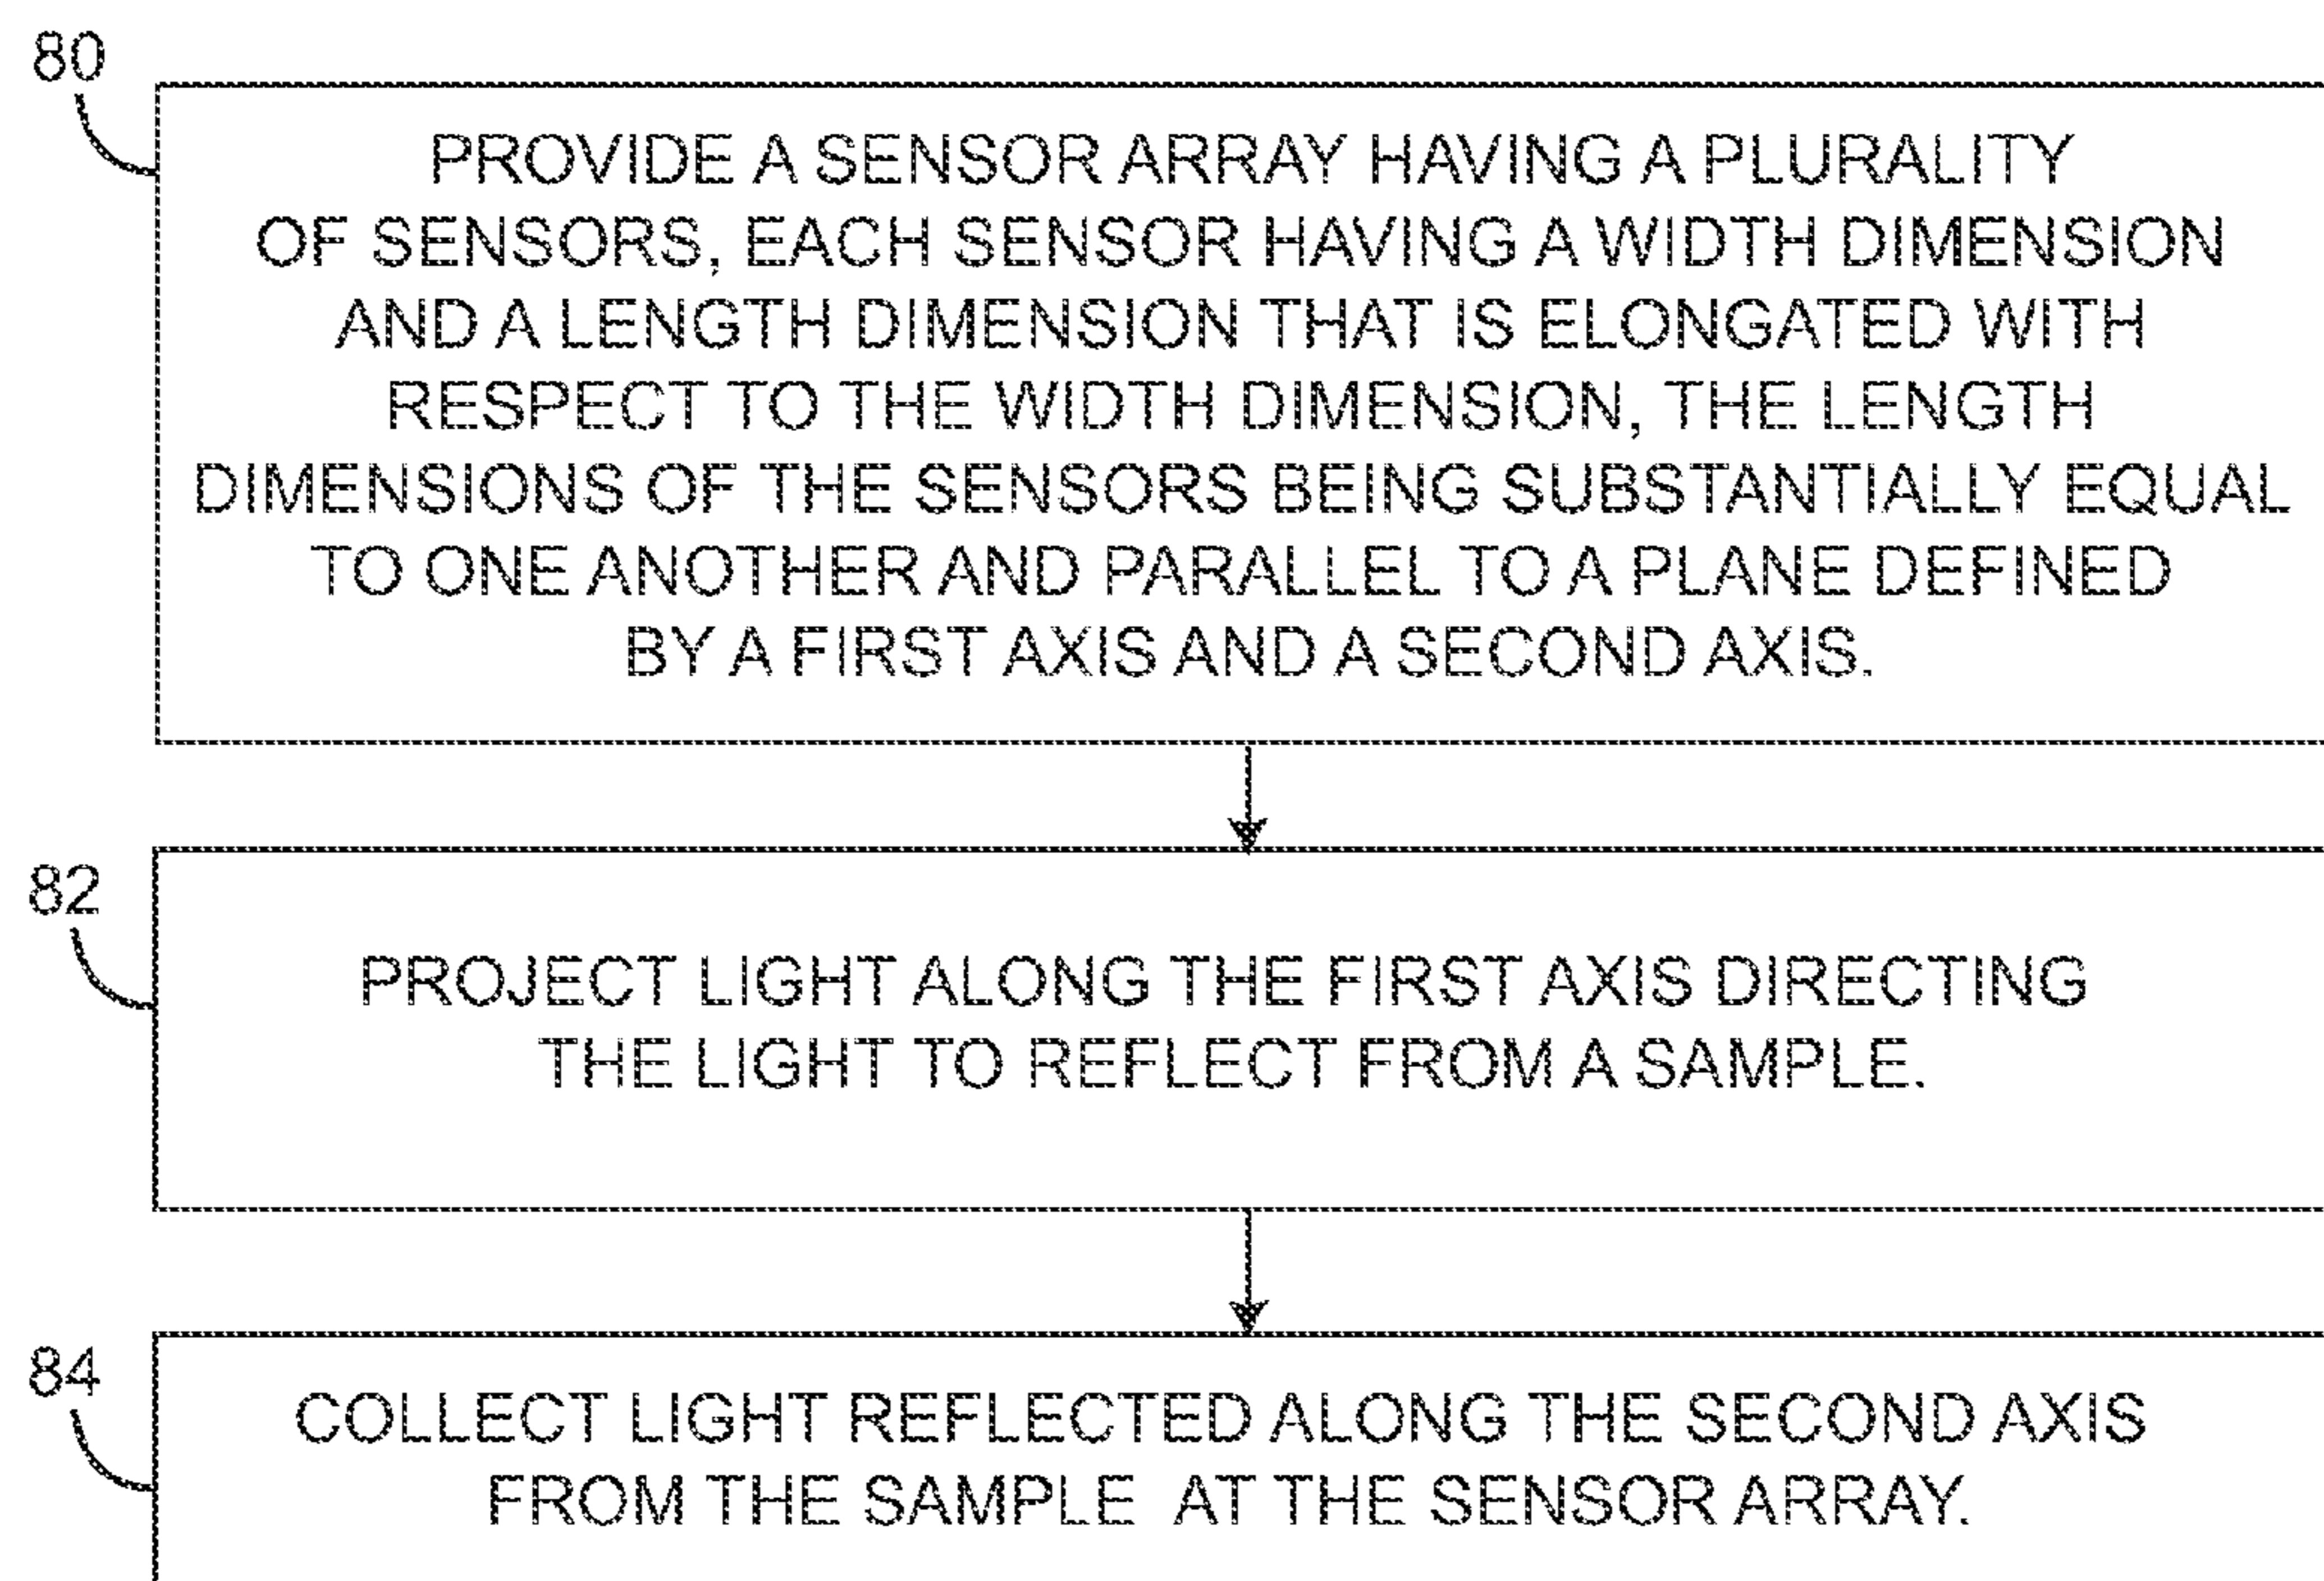 80
PROVIDE A SENSOR ARRAY HAVING A PLURALITY
OF SENSORS, EACH SENSOR HAVING A WIDTH DIMENSION
AND A LENGTH DIMENSION THAT IS ELONGATED WITH
RESPECT TO THE WIDTH DIMENSION, THE LENGTH
DIMENSIONS OF THE SENSORS BEING SUBSTANTIALLY EQUAL
TO ONE ANOTHER AND PARALLEL TO A PLANE DEFINED
BY A FIRST AXIS AND A SECOND AXIS.
82
PROJECT LIGHT ALONG THE FIRST AXIS DIRECTING
THE LIGHT TO REFLECT FROM A SAMPLE.
84
COLLECT LIGHT REFLECTED ALONG THE SECOND AXIS
FROM THE SAMPLE AT THE SENSOR ARRAY.